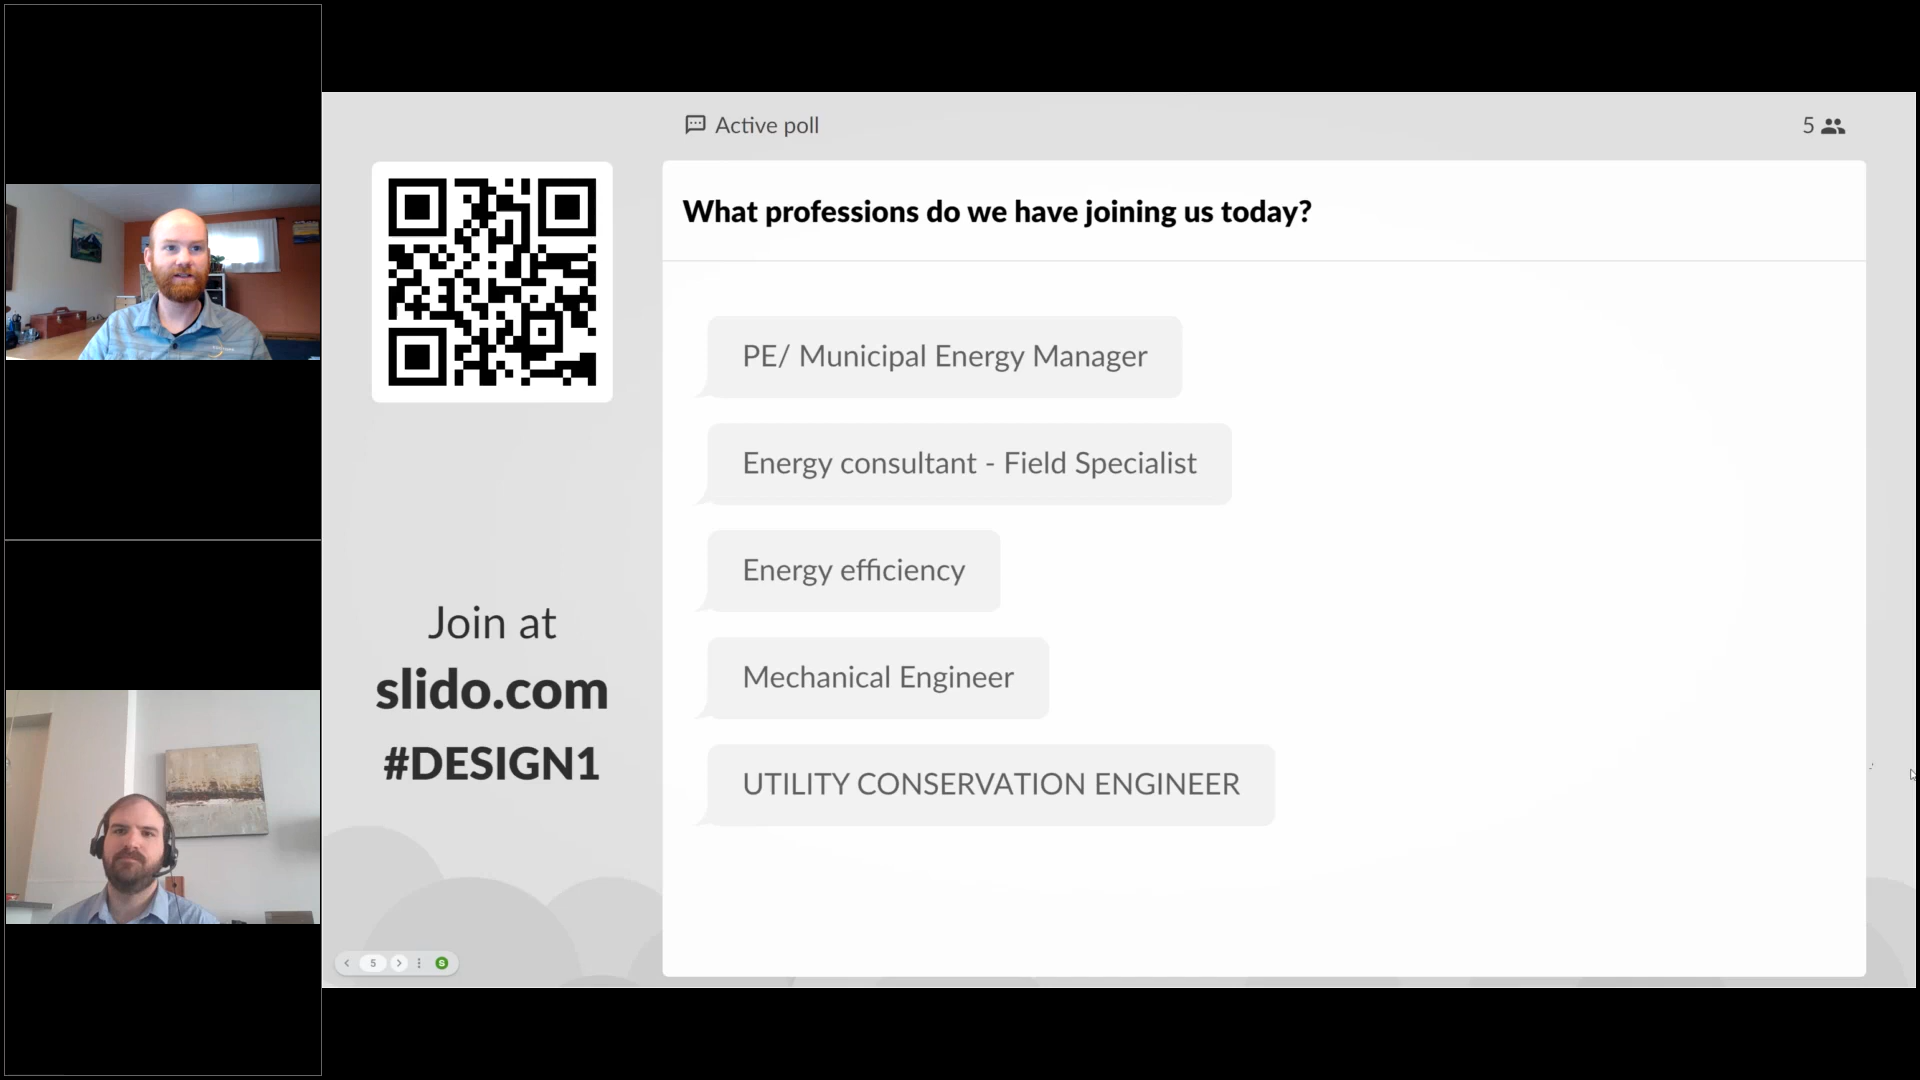 Active poll
5
What professions do we have joining us today?
PE/ Municipal Energy Manager
Energy consultant - Field Specialist
Energy efficiency
Mechanical Engineer
UTILITY CONSERVATION ENGINEER
Join at
slido.com
#DESIGN1
5
S